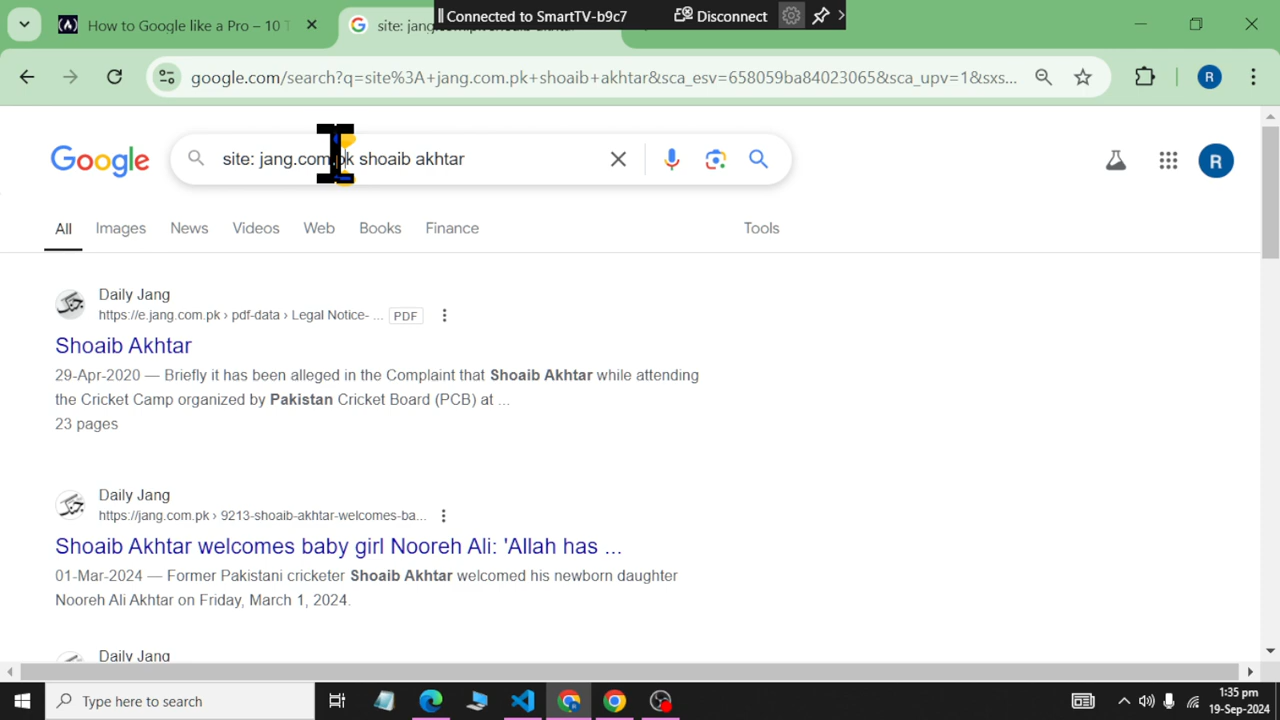 How to Google like a Pro – 10 T
site: jang.com.pk shoaib akhtar
Connected to SmartTV-b9c7
Disconnect
google.com/search?q=site%3A+jang.com.pk+shoaib+akhtar&sca_esv=658059ba84023065&sca_upv=1&sxs...
R
Google
site: jang.com.pk shoaib akhtar
R
All
Images
News
Videos
Web
Books
Finance
Tools
Daily Jang
https://e.jang.com.pk › pdf-data › Legal Notice- ...
PDF
Shoaib Akhtar
29-Apr-2020 — Briefly it has been alleged in the Complaint that Shoaib Akhtar while attending
the Cricket Camp organized by Pakistan Cricket Board (PCB) at ...
23 pages
Daily Jang
https://jang.com.pk › 9213-shoaib-akhtar-welcomes-ba...
Shoaib Akhtar welcomes baby girl Nooreh Ali: 'Allah has ...
01-Mar-2024 — Former Pakistani cricketer Shoaib Akhtar welcomed his newborn daughter
Nooreh Ali Akhtar on Friday, March 1, 2024.
Daily Jang
Type here to search
1:35 pm
19-Sep-2024